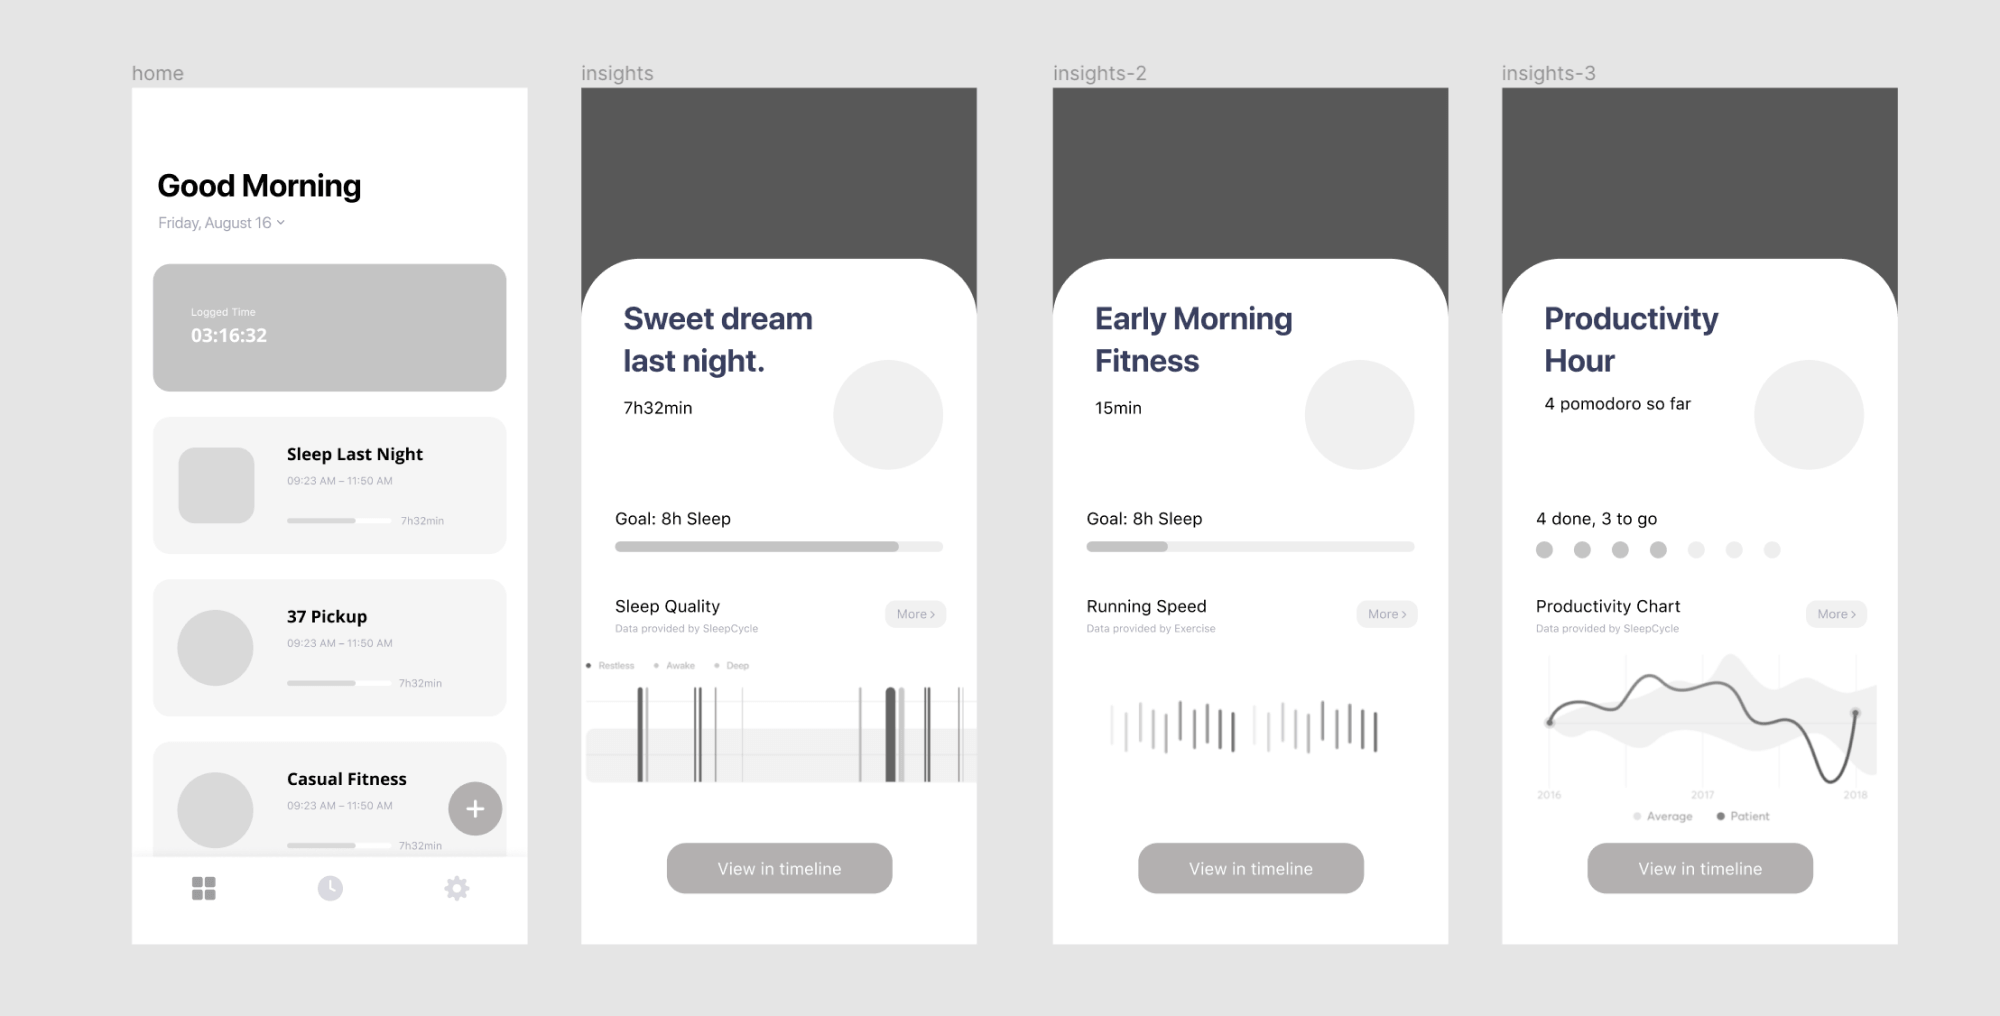 home
Good Morning
Friday, August 16
Logged Time
03:16:32
Sleep Last Night
09:23 AM – 11:50 AM
7h32min
37 Pickup
09:23 AM – 11:50 AM
7h32min
Casual Fitness
09:23 AM – 11:50 AM
7h32min
insights
Sweet dream
last night.
7h32min
Goal: 8h Sleep
Sleep Quality
More
Data provided by SleepCycle
Restless Awake Deep
View in timeline
insights-2
Early Morning
Fitness
15min
Goal: 8h Sleep
Running Speed
More
Data provided by Exercise
View in timeline
insights-3
Productivity
Hour
4 pomodoro so far
4 done, 3 to go
Productivity Chart
More
Data provided by SleepCycle
2016 2017 2018
Average Patient
View in timeline